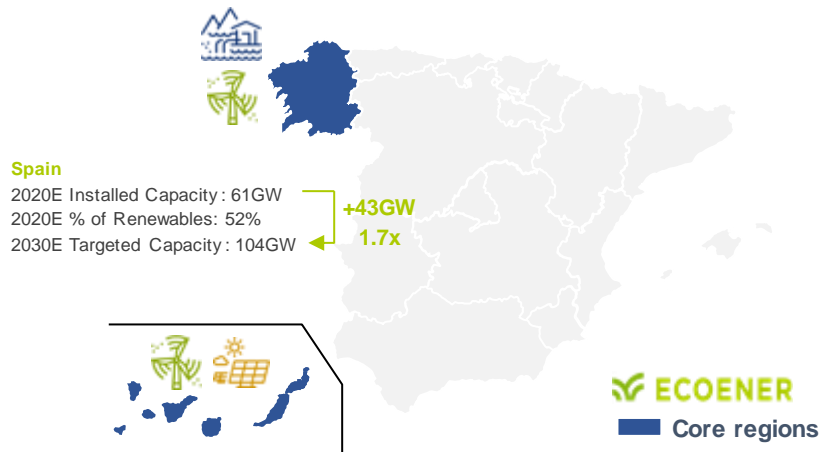 Spain
2020E Installed Capacity: 61GW
2020E % of Renewables: 52%
2030E Targeted Capacity: 104GW
+43GW
1.7x
ECOENER
Core regions